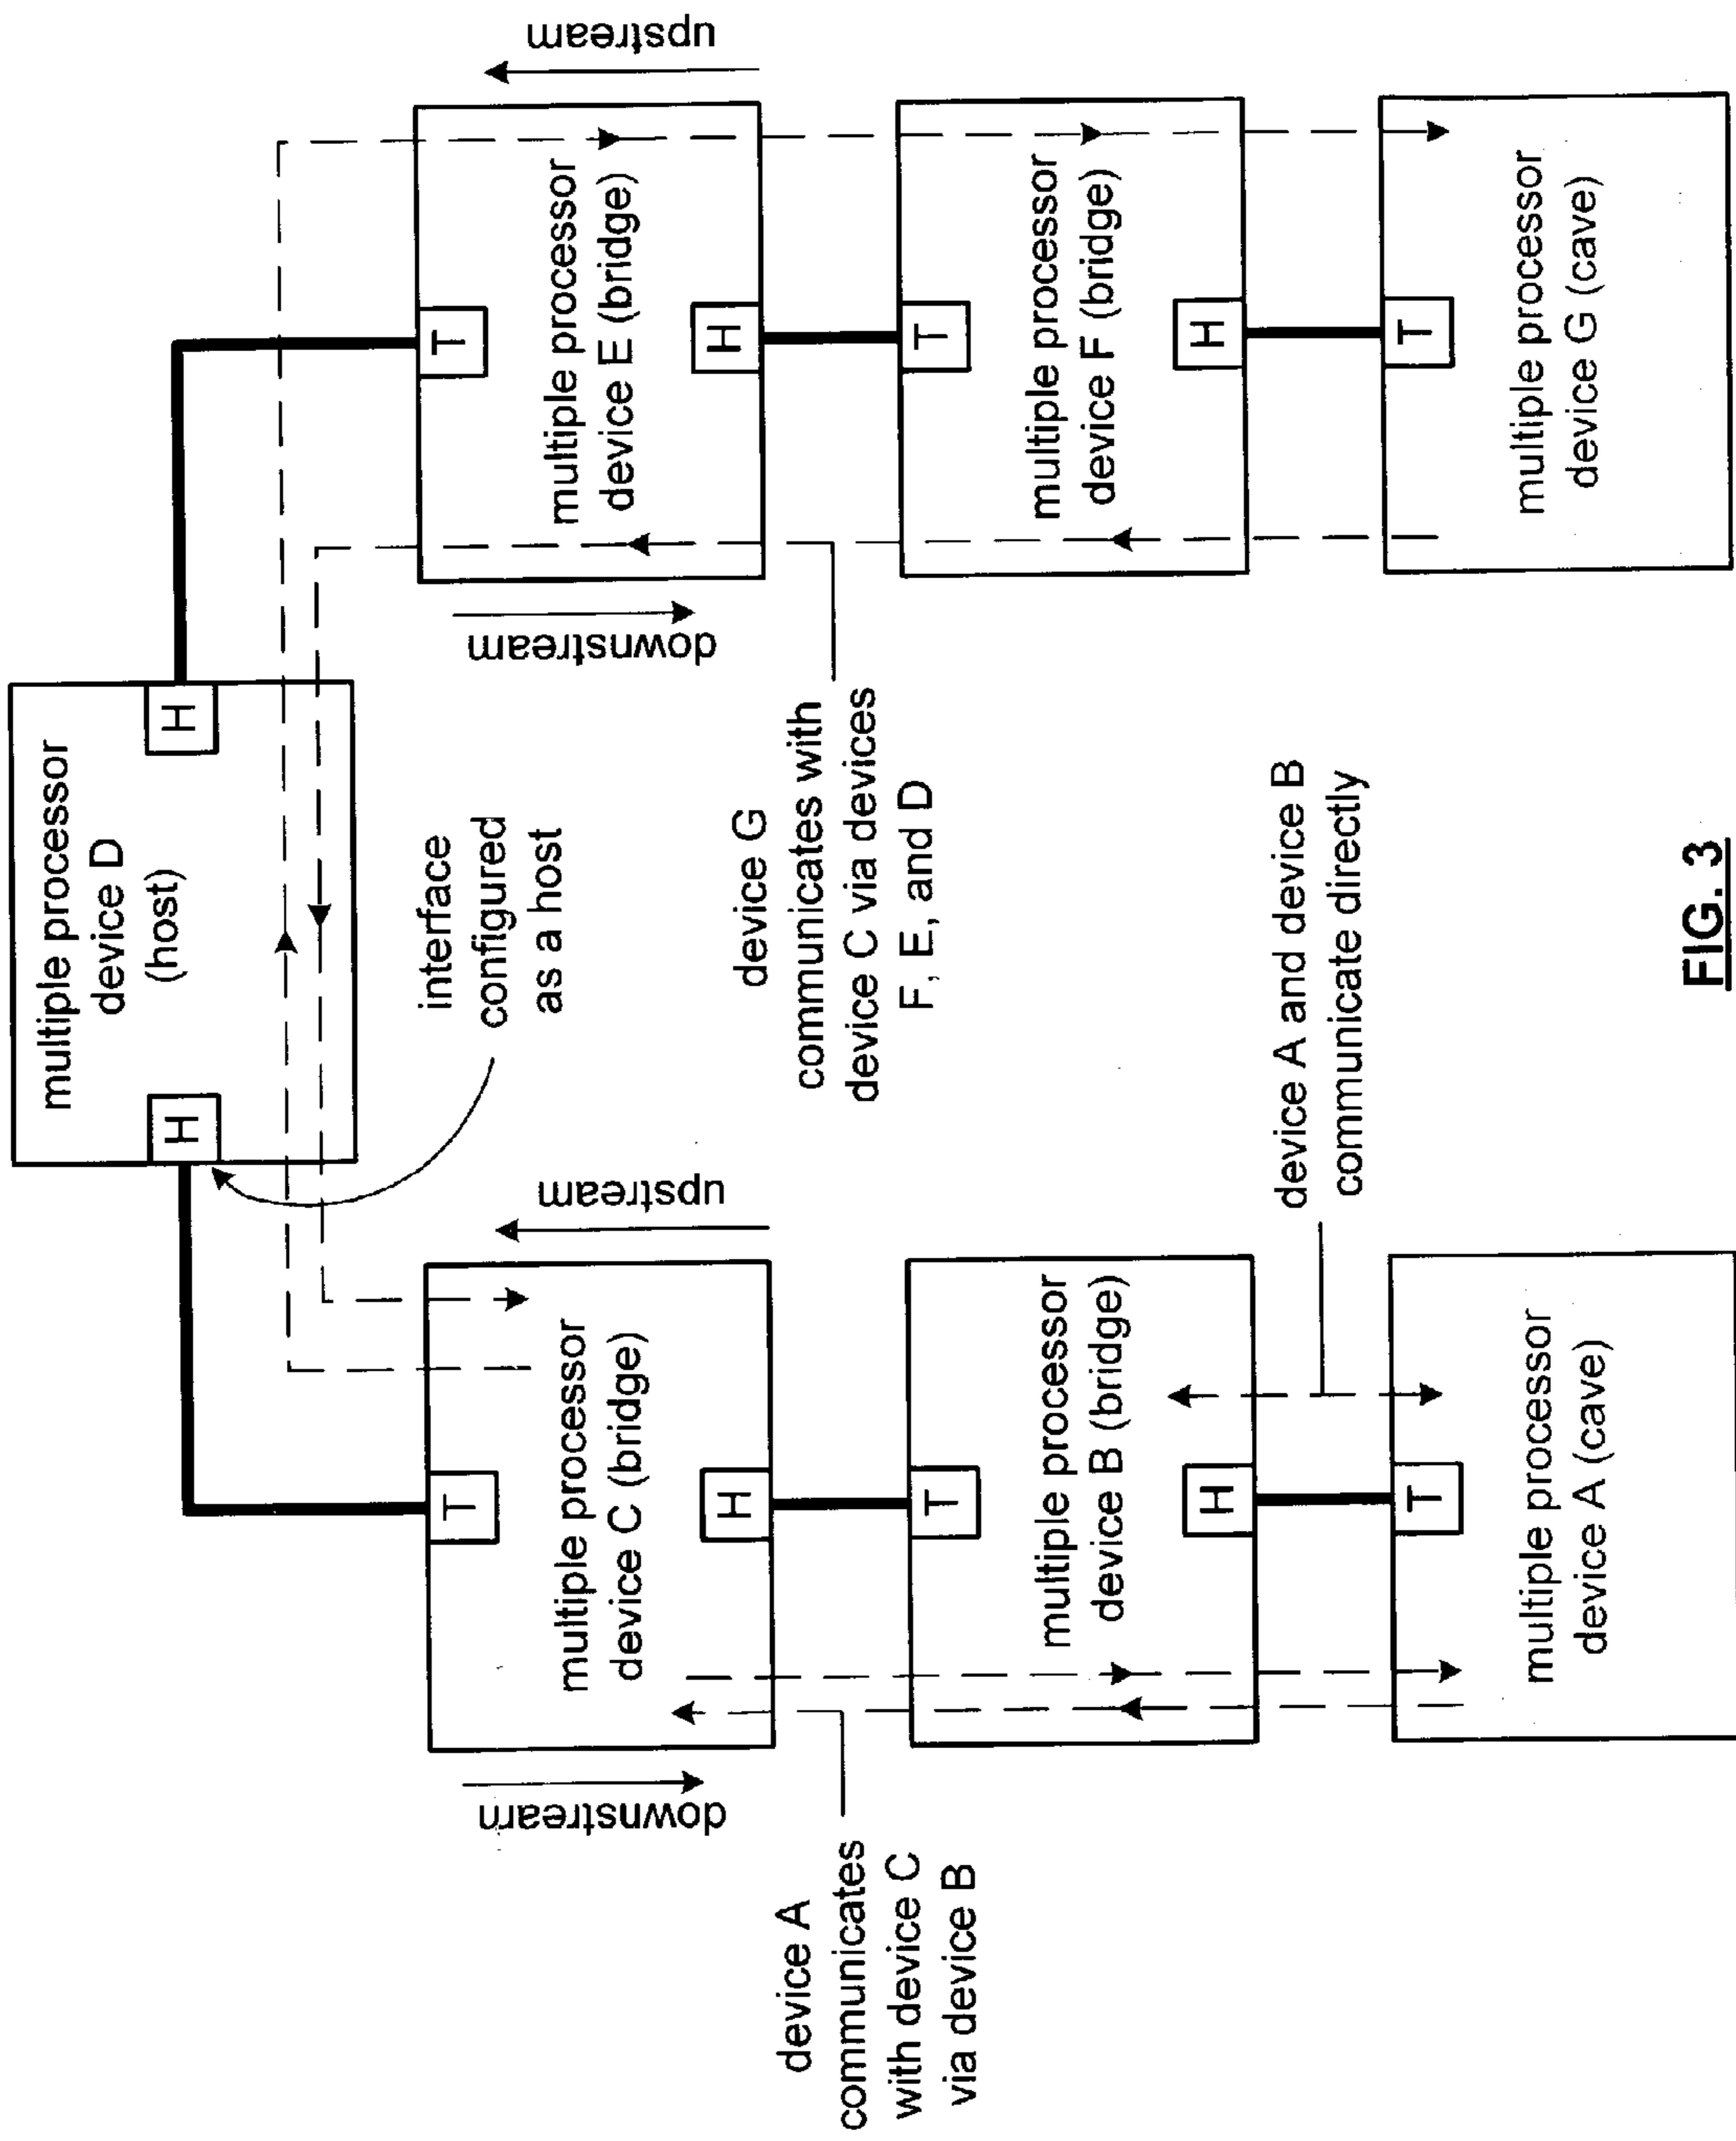 multiple processor
device D
(host)
H
H
interface
configured
as a host
upstream
downstream
T
multiple processor
device C (bridge)
H
device A
communicates
with device C
via device B
T
multiple processor
device B (bridge)
H
device A and device B
communicate directly
T
multiple processor
device A (cave)
upstream
downstream
T
multiple processor
device E (bridge)
H
device G
communicates with
device C via devices
F, E, and D
T
multiple processor
device F (bridge)
H
T
multiple processor
device G (cave)
FIG. 3